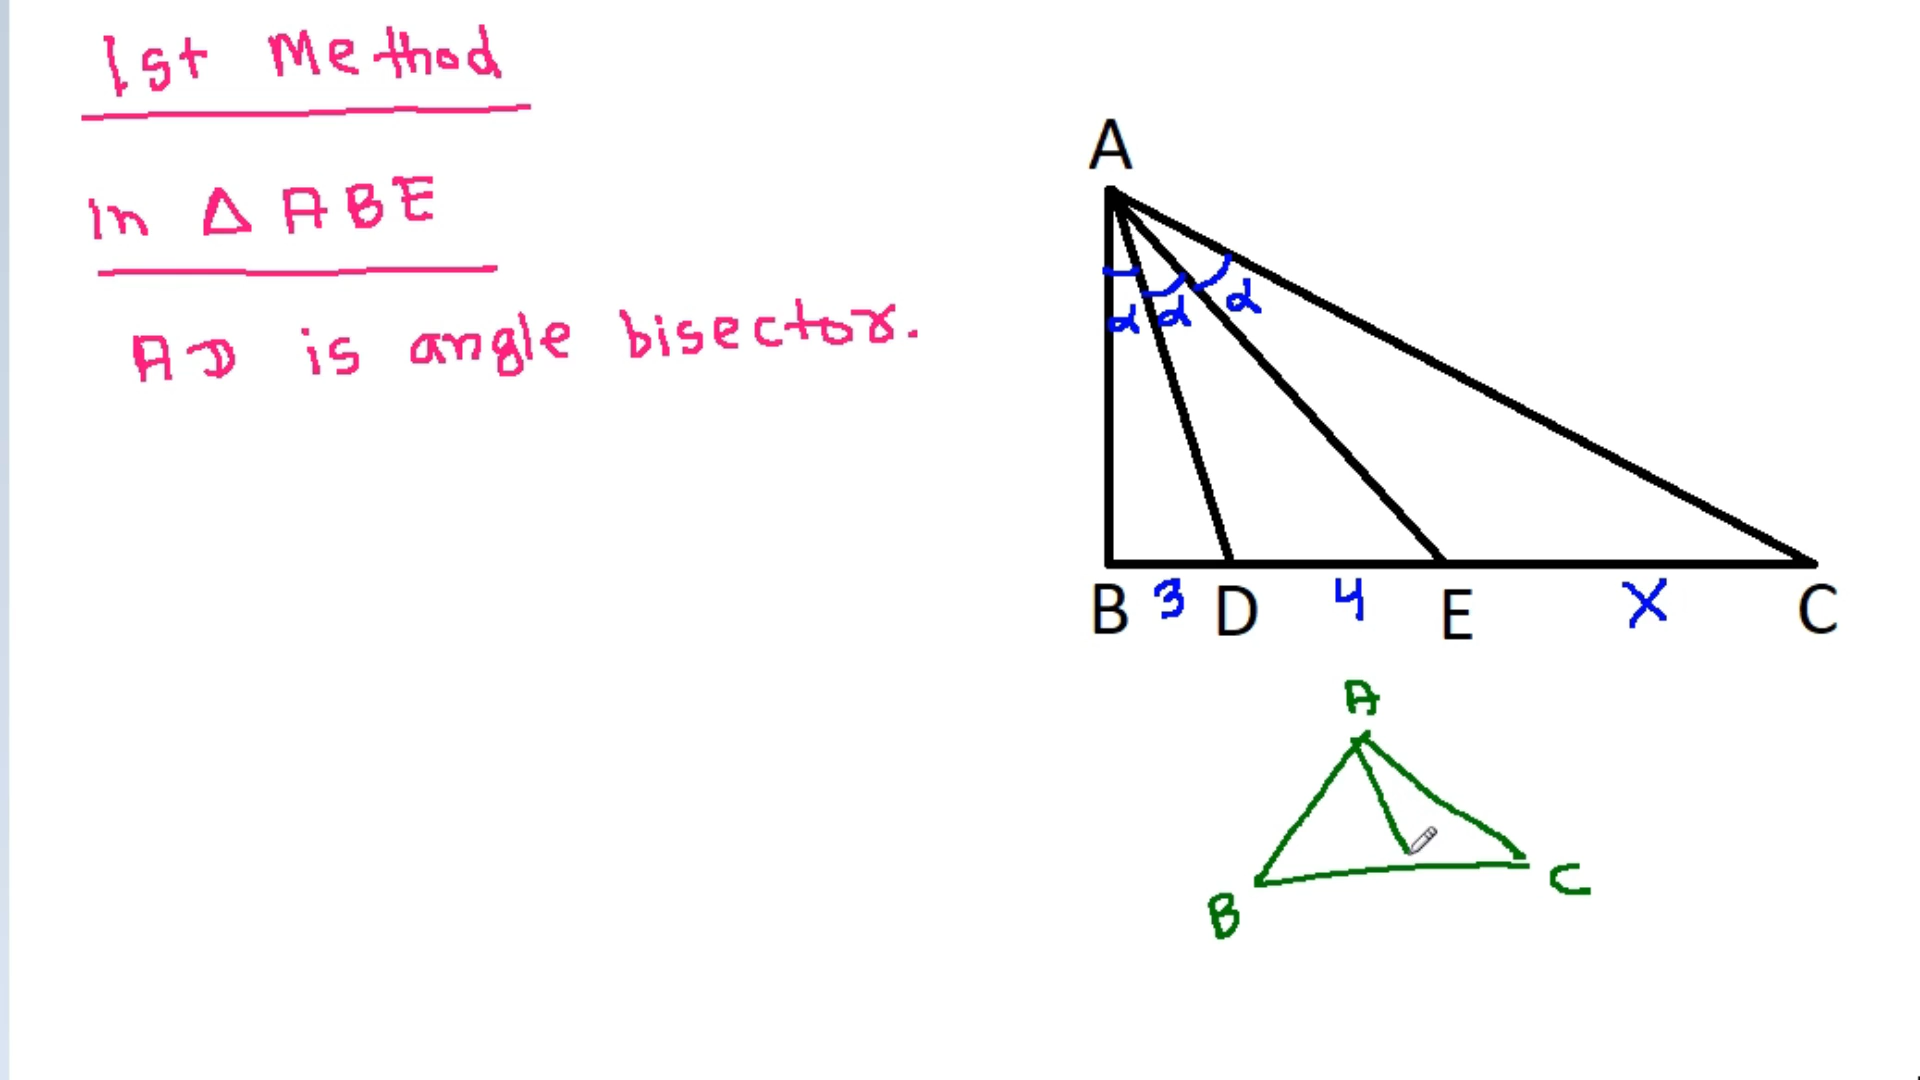 1st Method
In Δ ABE
AD is angle bisector.
A
α α α
B 3 D 4 E X C
A
B C